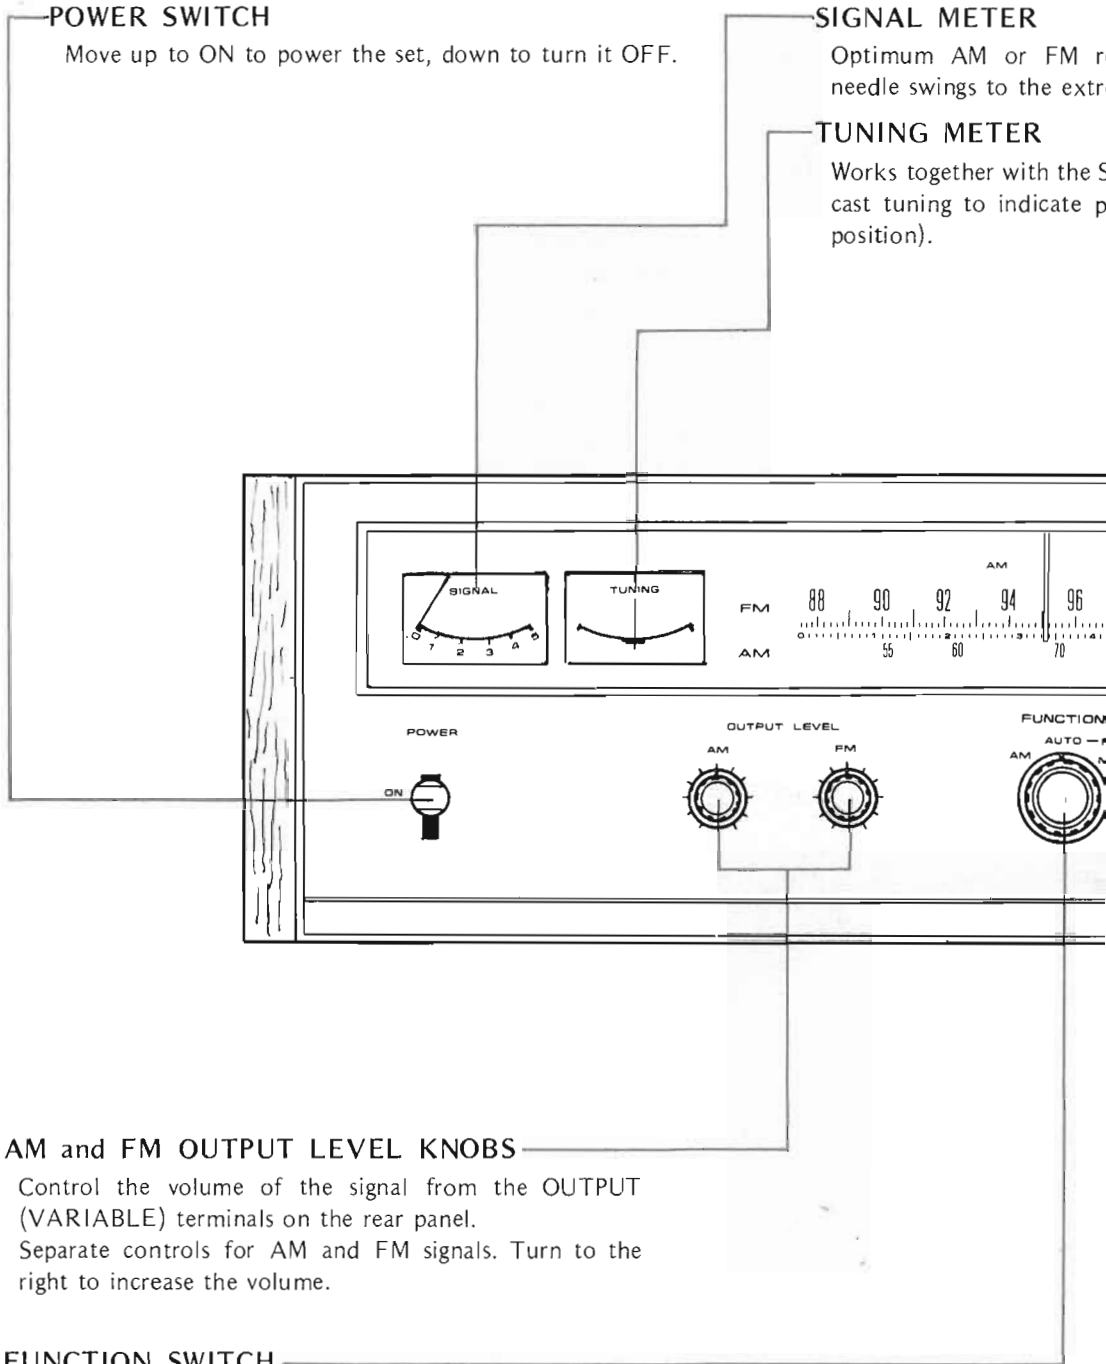 POWER SWITCH
Move up to ON to power the set, down to turn it OFF.
SIGNAL METER
Optimum AM or FM
needle swings to the
TUNING METER
Works together with the
cast tuning to indicate
position).
SIGNAL
0 1 2 3 4 5
TUNING
AM
FM 88 90 92 94 96
0 1 2 3 4
AM 55 60 70
POWER
ON
OUTPUT LEVEL
AM FM
FUNCTION
AUTO
AM
AM and FM OUTPUT LEVEL KNOBS
Control the volume of the signal from the OUTPUT
(VARIABLE) terminals on the rear panel.
Separate controls for AM and FM signals. Turn to the
right to increase the volume.
FUNCTION SWITCH